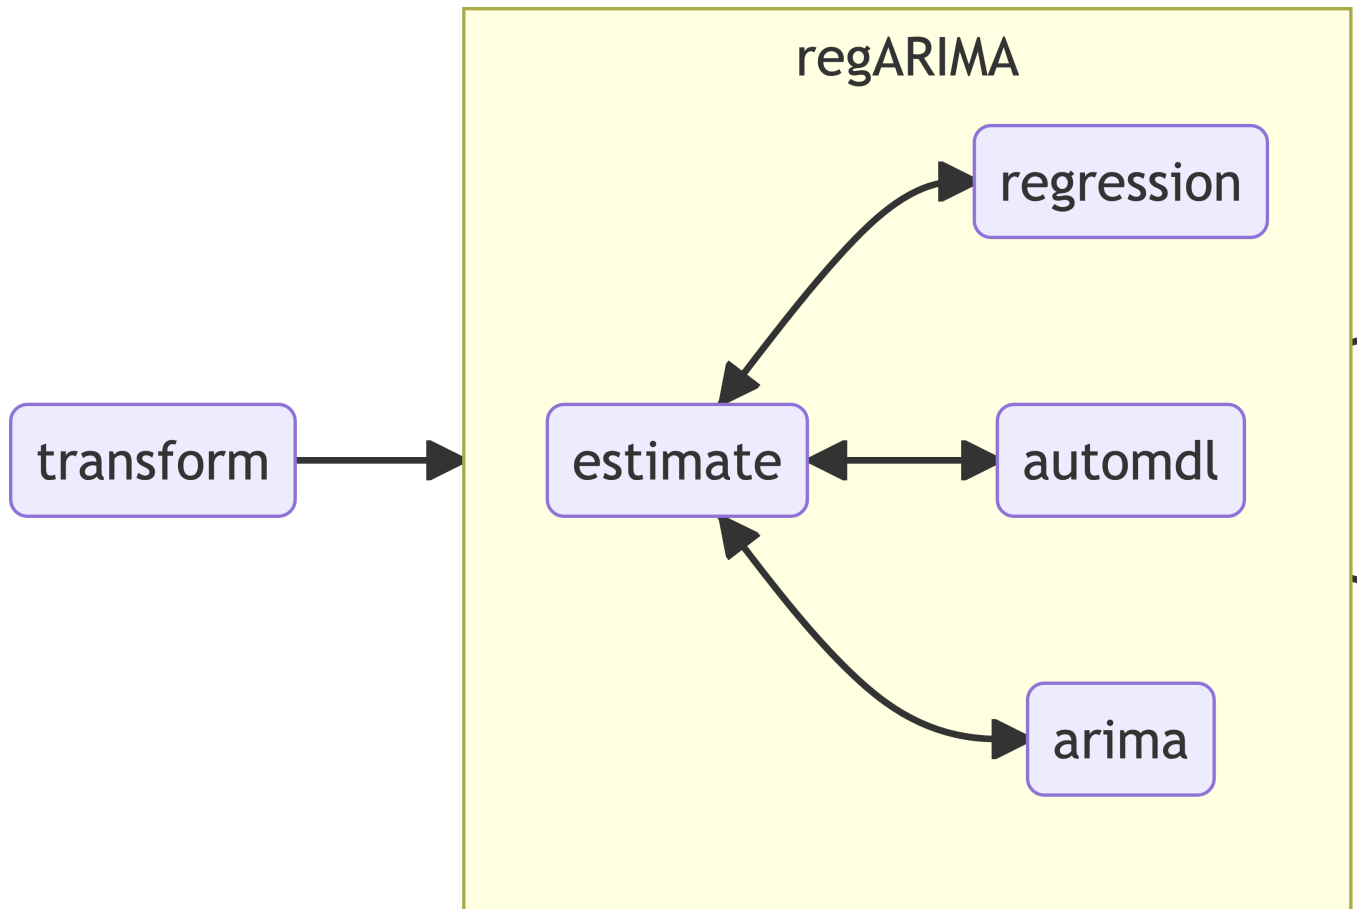 regARIMA
regression
transform
estimate
automdl
arima